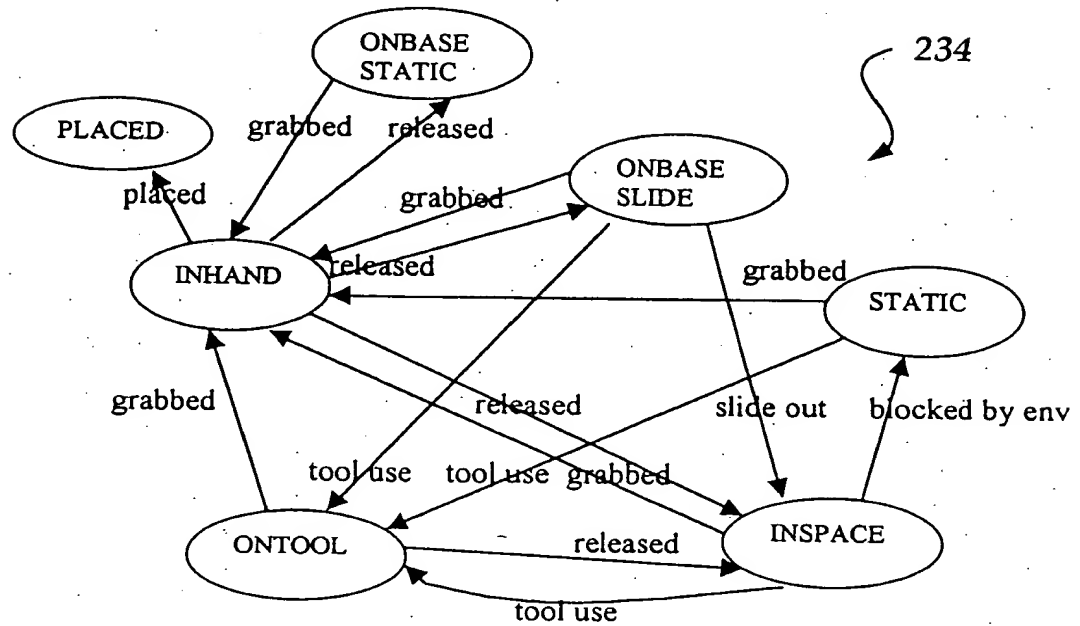 ONBASE
STATIC
234
PLACED
grabbed
released
ONBASE
SLIDE
placed
grabbed
INHAND
released
grabbed
STATIC
grabbed
released
slide out
blocked by env
tool use
tool use
grabbed
ONTOOL
released
INSPACE
tool use